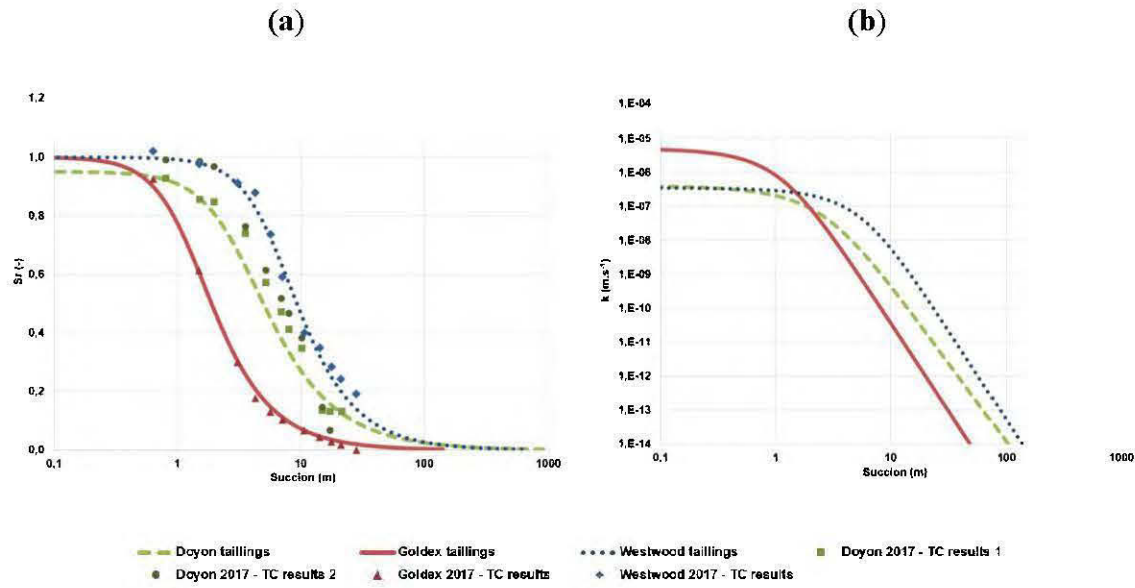 (a)
(b)
1,2
1,0
0,8
0,6
0,4
0,2
0,0
Sr (-)
0,1 1 10 100 1000
Succion (m)
1,E-04
1,E-05
1,E-06
1,E-07
1,E-08
1,E-09
1,E-10
1,E-11
1,E-12
1,E-13
1,E-14
k (m.s⁻¹)
0,1 1 10 100 1000
Succion (m)
Doyon taillings Goldex taillings Westwood taillings Doyon 2017 - TC results 1
Doyon 2017 - TC results 2 Goldex 2017 - TC results Westwood 2017 - TC results